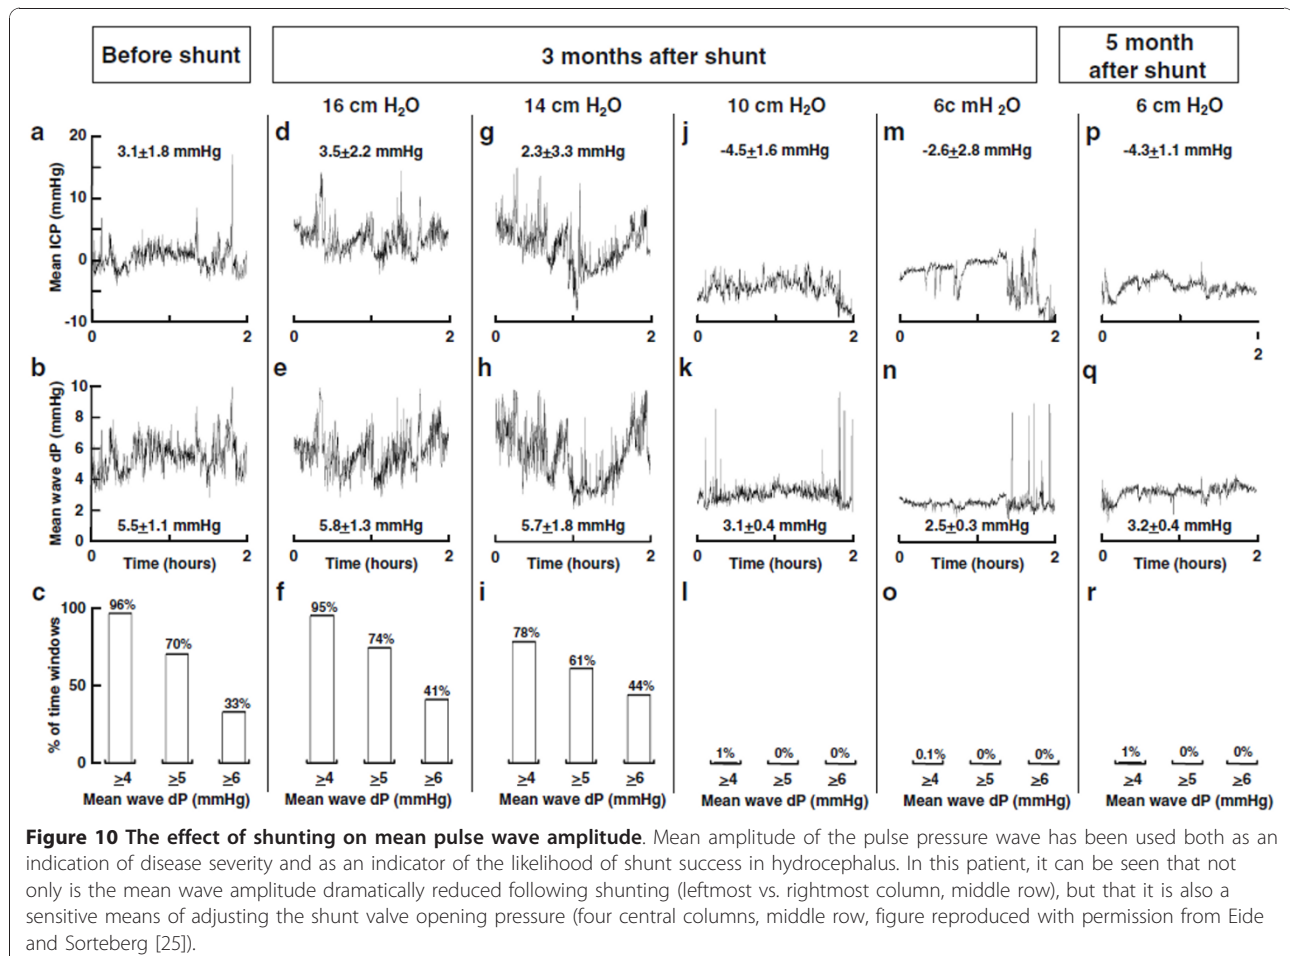 Before shunt
3 months after shunt
5 month
after shunt
16 cm H2O
14 cm H2O
10 cm H2O
6c mH 2O
6 cm H2O
a
d
g
j
m
p
Mean ICP (mmHg)
20
10
0
-10
3.1±1.8 mmHg
3.5±2.2 mmHg
2.3±3.3 mmHg
-4.5±1.6 mmHg
-2.6±2.8 mmHg
-4.3±1.1 mmHg
0 2
0 2
0 2
0 2
0 2
0 2
b
e
h
k
n
q
Mean wave dP (mmHg)
10
8
6
4
2
0
5.5±1.1 mmHg
5.8±1.3 mmHg
5.7±1.8 mmHg
3.1±0.4 mmHg
2.5±0.3 mmHg
3.2±0.4 mmHg
0 Time (hours) 2
0 Time (hours) 2
0 Time (hours) 2
0 Time (hours) 2
0 Time (hours) 2
0 Time (hours) 2
c
f
i
l
o
r
% of time windows
100
50
0
96% 70% 33%
95% 74% 41%
78% 61% 44%
1% 0% 0%
0.1% 0% 0%
1% 0% 0%
≥4 ≥5 ≥6
≥4 ≥5 ≥6
≥4 ≥5 ≥6
≥4 ≥5 ≥6
≥4 ≥5 ≥6
≥4 ≥5 ≥6
Mean wave dP (mmHg)
Mean wave dP (mmHg)
Mean wave dP (mmHg)
Mean wave dP (mmHg)
Mean wave dP (mmHg)
Mean wave dP (mmHg)
Figure 10 The effect of shunting on mean pulse wave amplitude. Mean amplitude of the pulse pressure wave has been used both as an
indication of disease severity and as an indicator of the likelihood of shunt success in hydrocephalus. In this patient, it can be seen that not
only is the mean wave amplitude dramatically reduced following shunting (leftmost vs. rightmost column, middle row), but that it is also a
sensitive means of adjusting the shunt valve opening pressure (four central columns, middle row, figure reproduced with permission from Eide
and Sorteberg [25]).